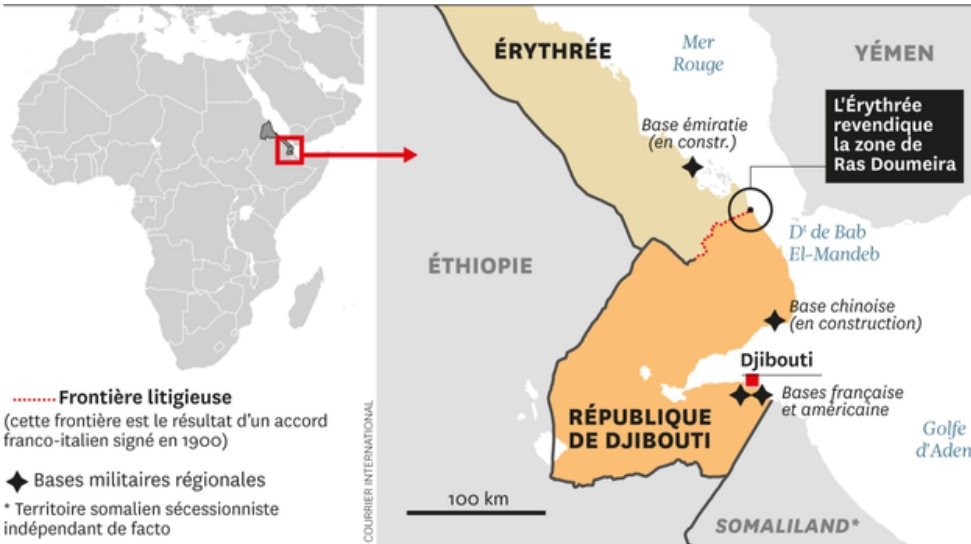 ÉRYTHRÉE
Mer
Rouge
YÉMEN
L'Érythrée
revendique
la zone de
Ras Doumeira
Base émiratie
(en constr.)
Dt de Bab
El-Mandeb
ÉTHIOPIE
Base chinoise
(en construction)
Djibouti
Bases française
et américaine
RÉPUBLIQUE
DE DJIBOUTI
Golfe
d'Aden
100 km
SOMALILAND*
Frontière litigieuse
(cette frontière est le résultat d'un accord
franco-italien signé en 1900)
Bases militaires régionales
* Territoire somalien sécessionniste
indépendant de facto
COURRIER INTERNATIONAL